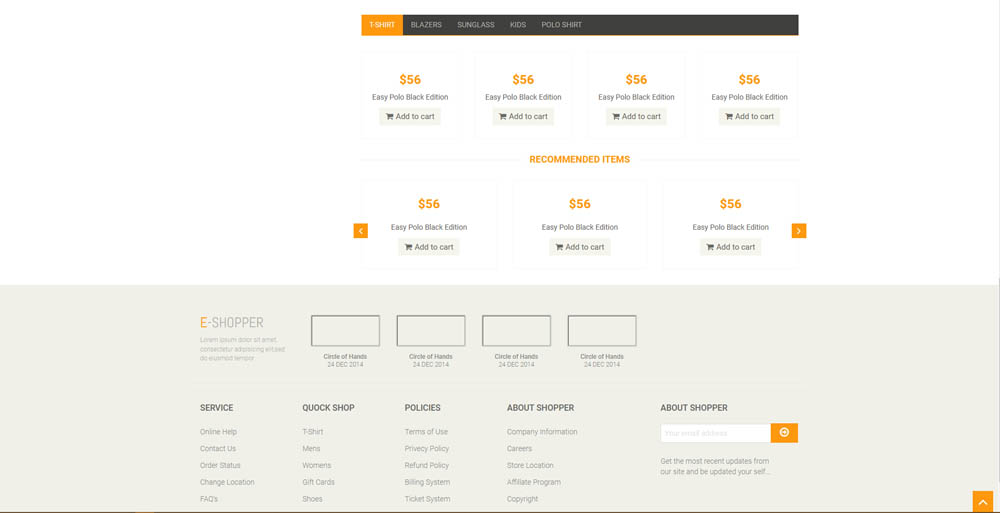 T-SHIRT BLAZERS SUNGLASS KIDS POLO SHIRT
$56 $56 $56 $56
Easy Polo Black Edition Easy Polo Black Edition Easy Polo Black Edition Easy Polo Black Edition
Add to cart Add to cart Add to cart Add to cart
RECOMMENDED ITEMS
$56 $56 $56
Easy Polo Black Edition Easy Polo Black Edition Easy Polo Black Edition
Add to cart Add to cart Add to cart
E-SHOPPER
Lorem ipsum dolor sit amet,
consectetur adipisicing elit,sed
do eiusmod tempor
Circle of Hands Circle of Hands Circle of Hands Circle of Hands
24 DEC 2014 24 DEC 2014 24 DEC 2014 24 DEC 2014
SERVICE
Online Help
Contact Us
Order Status
Change Location
FAQ's
QUOCK SHOP
T-Shirt
Mens
Womens
Gift Cards
Shoes
POLICIES
Terms of Use
Privecy Policy
Refund Policy
Billing System
Ticket System
ABOUT SHOPPER
Company Information
Careers
Store Location
Affillate Program
Copyright
ABOUT SHOPPER
Your email address
Get the most recent updates from
our site and be updated your self...